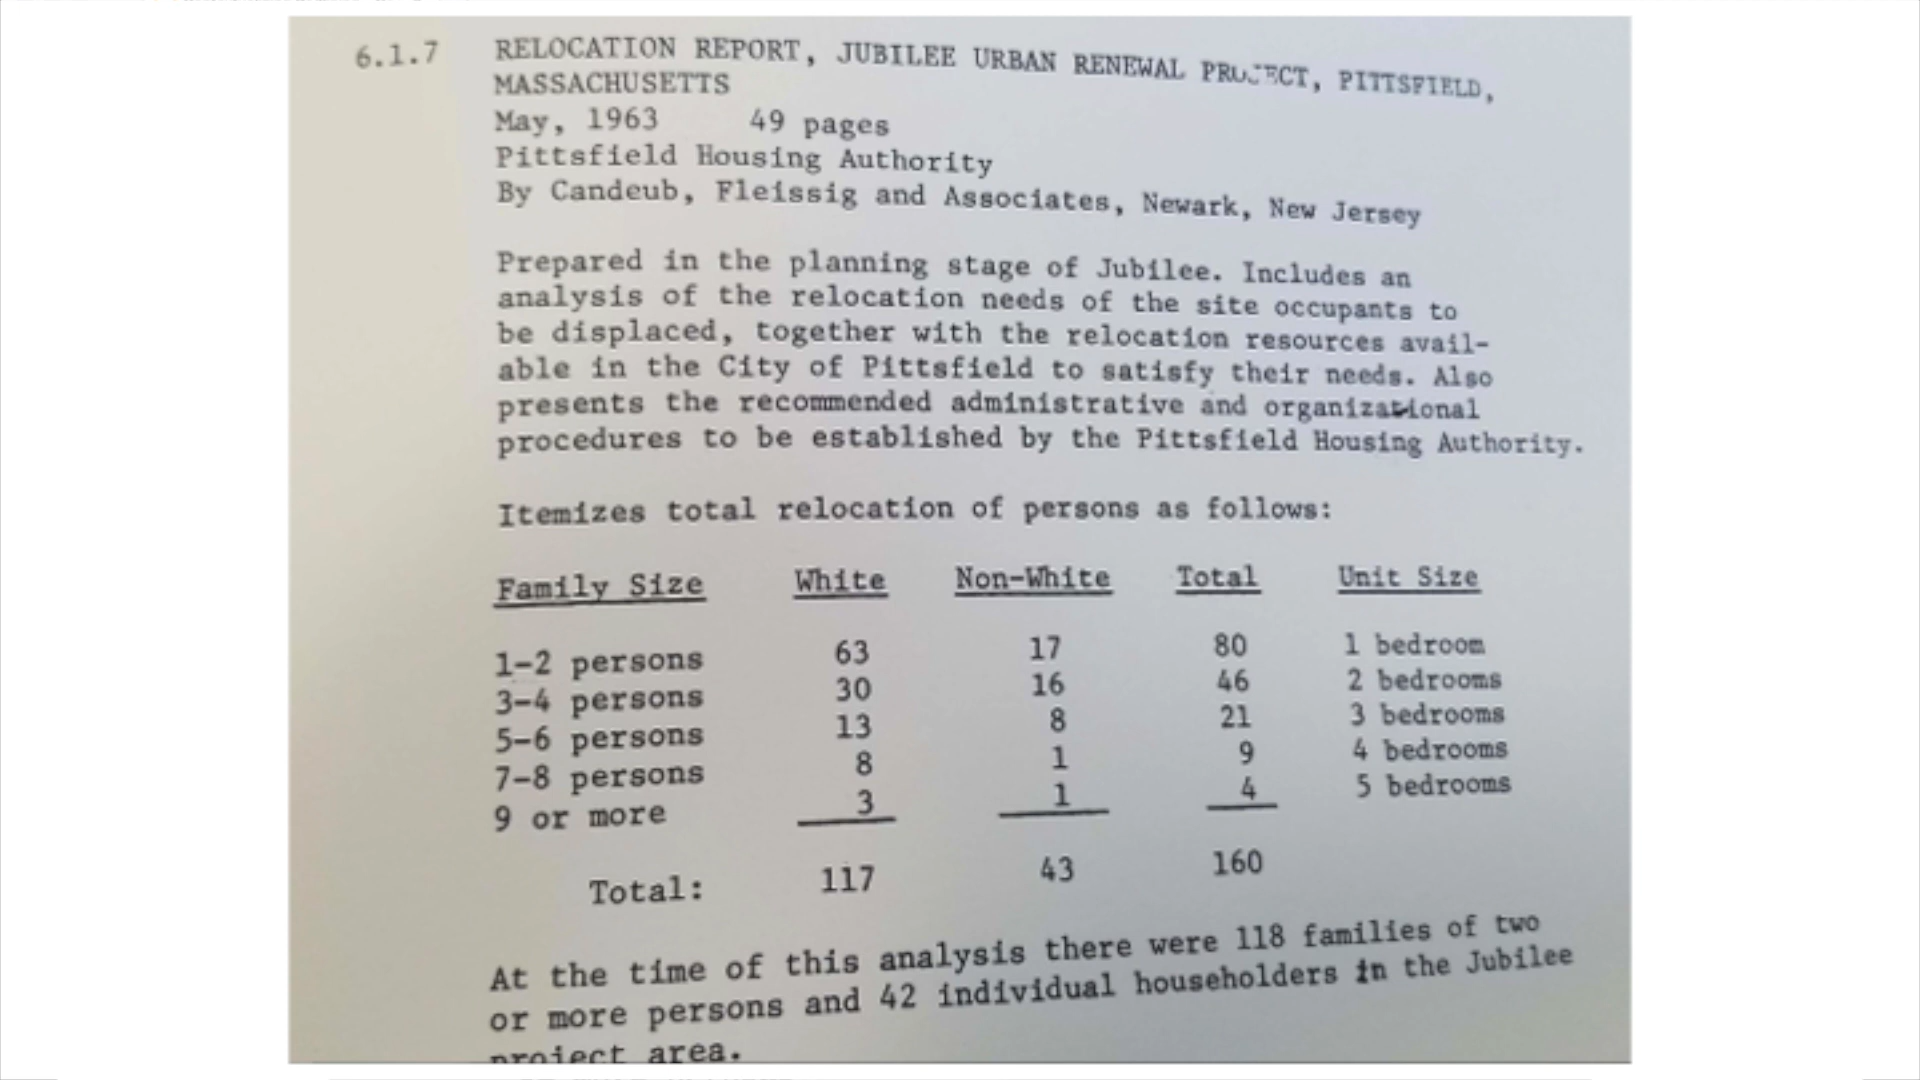 6.1.7 RELOCATION REPORT, JUBILEE URBAN RENEWAL PROJECT, PITTSFIELD,
MASSACHUSETTS
May, 1963 49 pages
Pittsfield Housing Authority
By Candeub, Fleissig and Associates, Newark, New Jersey
Prepared in the planning stage of Jubilee. Includes an
analysis of the relocation needs of the site occupants to
be displaced, together with the relocation resources avail-
able in the City of Pittsfield to satisfy their needs. Also
presents the recommended administrative and organizational
procedures to be established by the Pittsfield Housing Authority.
Itemizes total relocation of persons as follows:
Family Size White Non-White Total Unit Size
1-2 persons 63 17 80 1 bedroom
3-4 persons 30 16 46 2 bedrooms
5-6 persons 13 8 21 3 bedrooms
7-8 persons 8 1 9 4 bedrooms
9 or more 3 1 4 5 bedrooms
Total: 117 43 160
At the time of this analysis there were 118 families of two
or more persons and 42 individual householders in the Jubilee
project area.